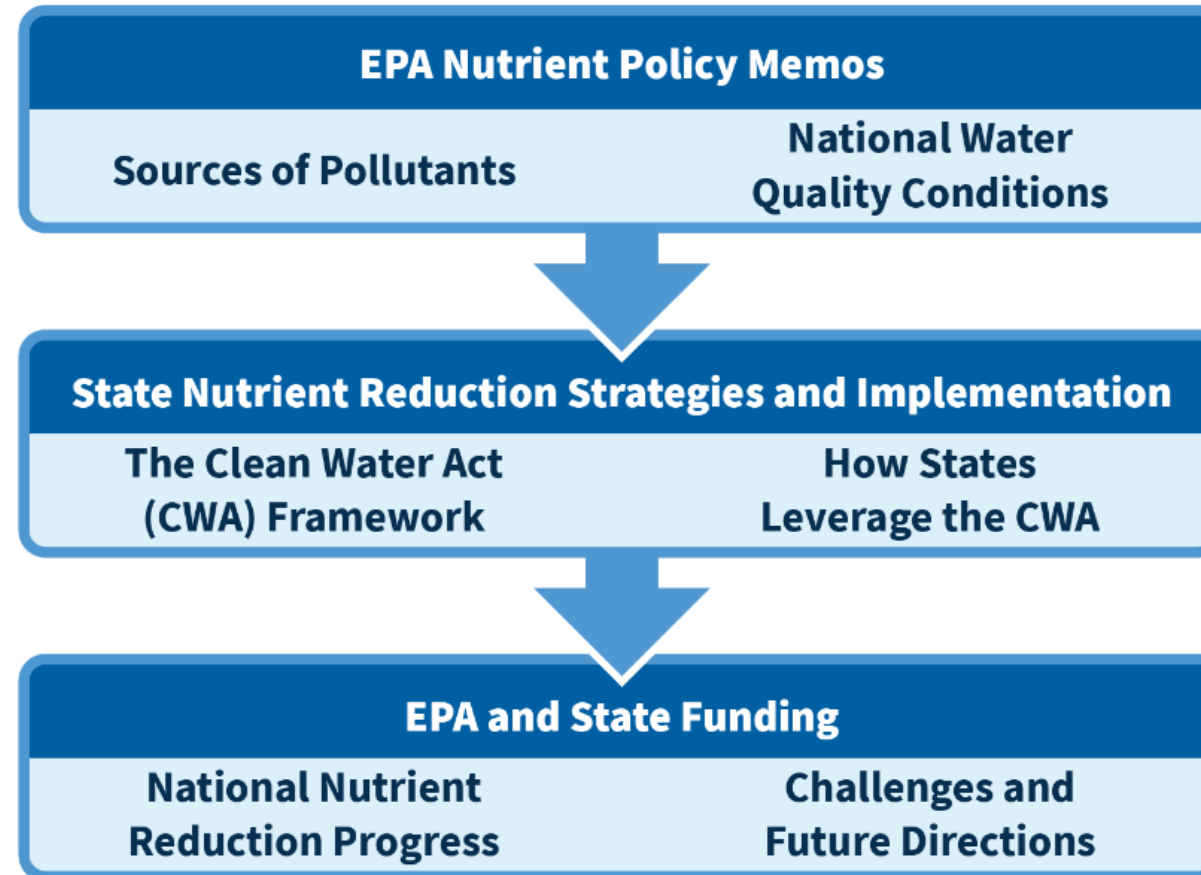 EPA Nutrient Policy Memos
Sources of Pollutants
National Water
Quality Conditions
State Nutrient Reduction Strategies and Implementation
The Clean Water Act
(CWA) Framework
How States
Leverage the CWA
EPA and State Funding
National Nutrient
Reduction Progress
Challenges and
Future Directions